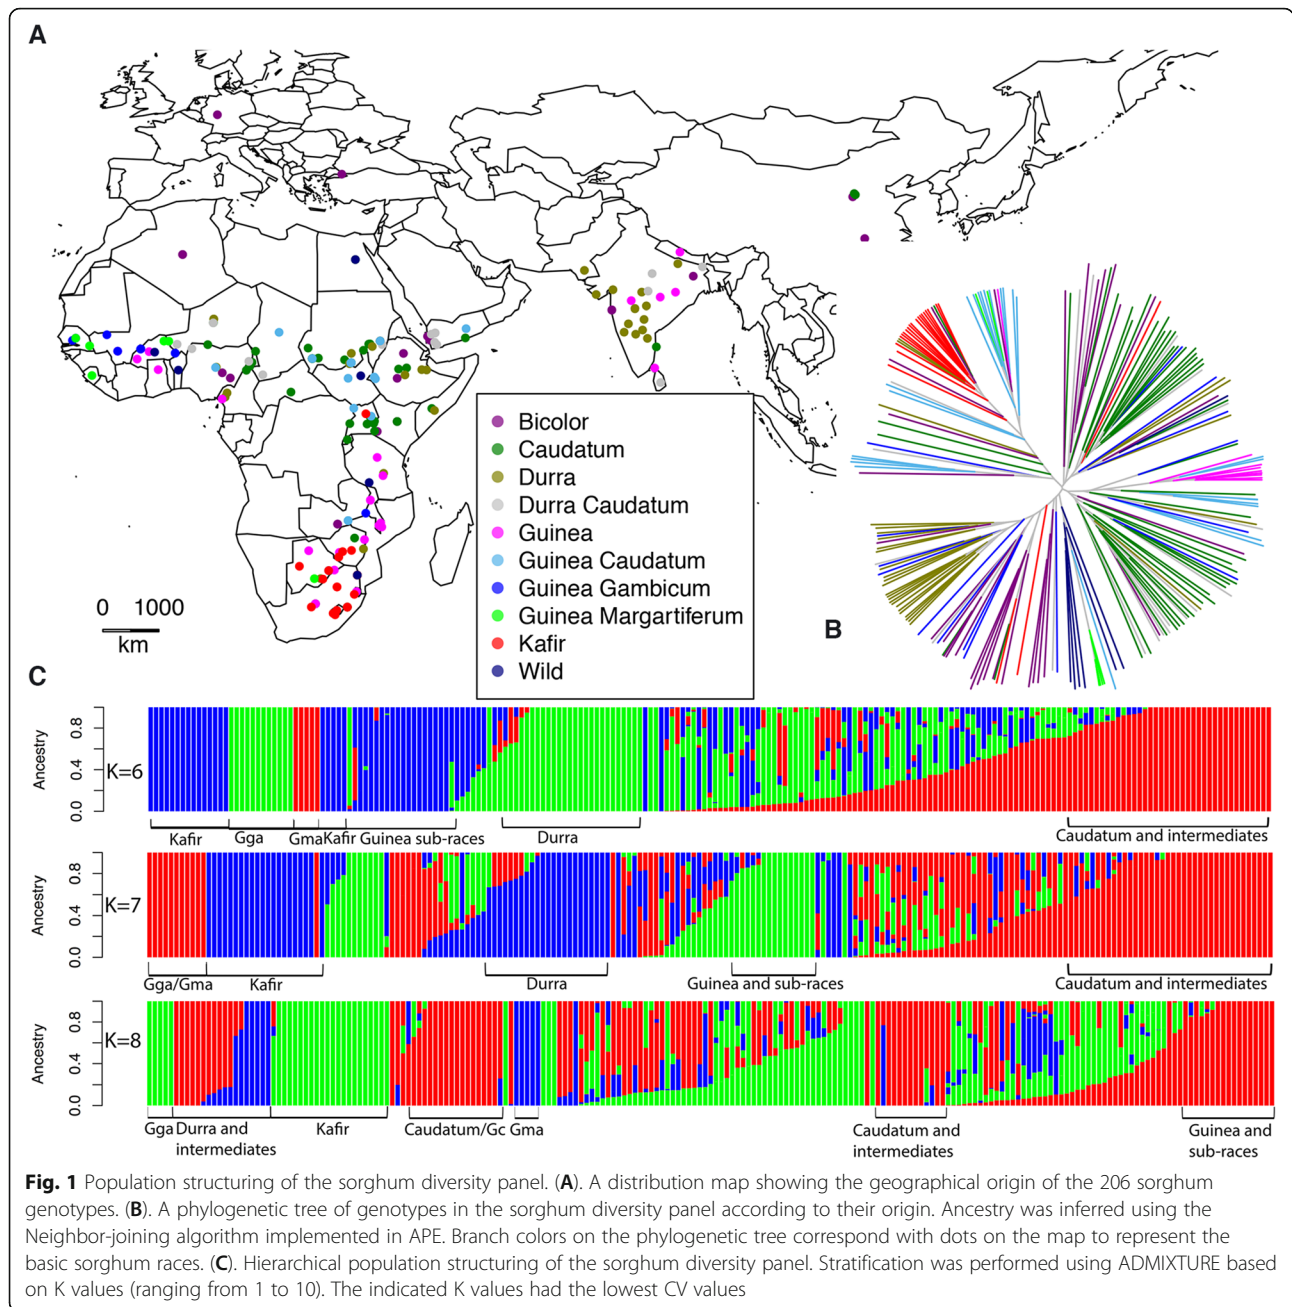 A
Bicolor
Caudatum
Durra
Durra Caudatum
Guinea
Guinea Caudatum
Guinea Gambicum
Guinea Margartiferum
Kafir
Wild
0 1000
km
B
C
Ancestry
0.0 0.4 0.8
K=6
Kafir Gga Gma Kafir Guinea sub-races Durra Caudatum and intermediates
Ancestry
0.0 0.4 0.8
K=7
Gga/Gma Kafir Durra Guinea and sub-races Caudatum and intermediates
Ancestry
0.0 0.4 0.8
K=8
Gga Durra and Kafir Caudatum/Gc Gma Caudatum and Guinea and
intermediates intermediates sub-races
Fig. 1 Population structuring of the sorghum diversity panel. (A). A distribution map showing the geographical origin of the 206 sorghum
genotypes. (B). A phylogenetic tree of genotypes in the sorghum diversity panel according to their origin. Ancestry was inferred using the
Neighbor-joining algorithm implemented in APE. Branch colors on the phylogenetic tree correspond with dots on the map to represent the
basic sorghum races. (C). Hierarchical population structuring of the sorghum diversity panel. Stratification was performed using ADMIXTURE based
on K values (ranging from 1 to 10). The indicated K values had the lowest CV values